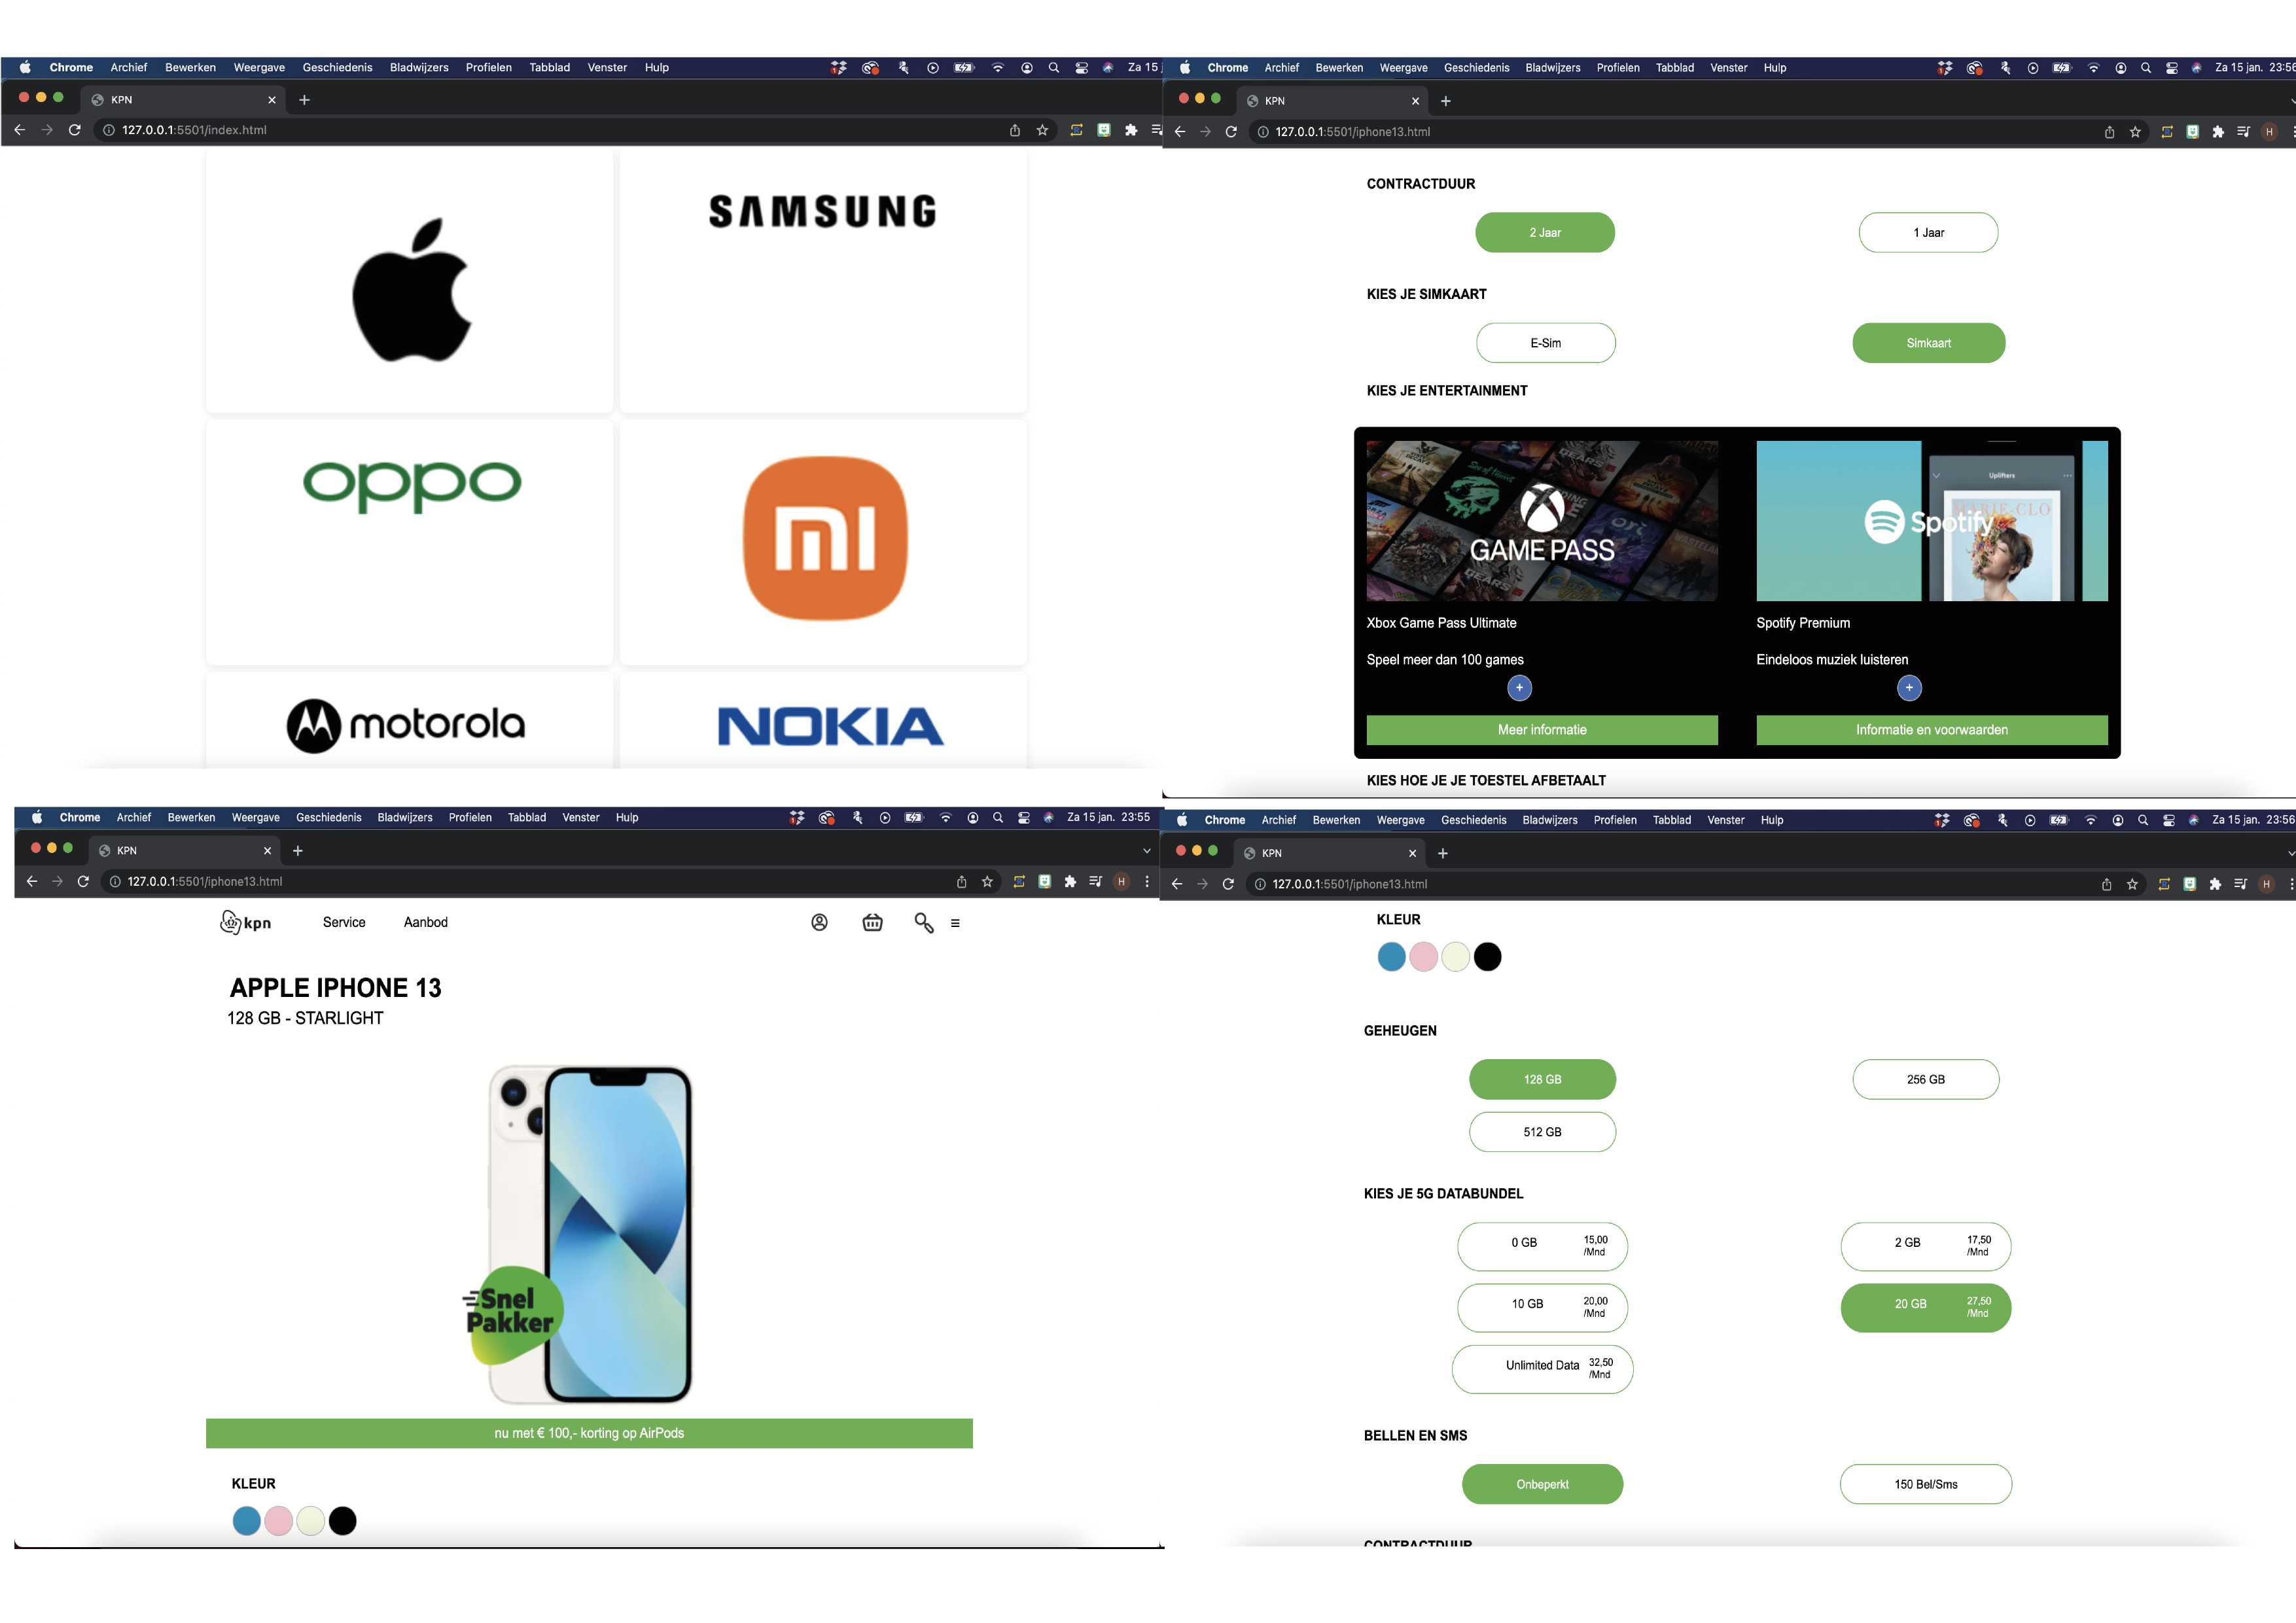 Chrome Archief Bewerken Weergave Geschiedenis Bladwijzers Profielen Tabblad Venster Hulp Za 15
KPN
127.0.0.1:5501/index.html
SAMSUNG
oppo
mi
motorola
NOKIA
Chrome Archief Bewerken Weergave Geschiedenis Bladwijzers Profielen Tabblad Venster Hulp Za 15 jan. 23:56
KPN
127.0.0.1:5501/iphone13.html
H
CONTRACTDUUR
2 Jaar 1 Jaar
KIES JE SIMKAART
E-Sim Simkaart
KIES JE ENTERTAINMENT
GAME PASS
Uplifters
Spotify
Xbox Game Pass Ultimate Spotify Premium
Speel meer dan 100 games Eindeloos muziek luisteren
+ +
Meer informatie Informatie en voorwaarden
KIES HOE JE JE TOESTEL AFBETAALT
Chrome Archief Bewerken Weergave Geschiedenis Bladwijzers Profielen Tabblad Venster Hulp Za 15 jan. 23:55
KPN
127.0.0.1:5501/iphone13.html
H
kpn Service Aanbod
APPLE IPHONE 13
128 GB - STARLIGHT
Snel
Pakker
nu met € 100,- korting op AirPods
KLEUR
Chrome Archief Bewerken Weergave Geschiedenis Bladwijzers Profielen Tabblad Venster Hulp Za 15 jan. 23:56
KPN
127.0.0.1:5501/iphone13.html
H
KLEUR
GEHEUGEN
128 GB 256 GB
512 GB
KIES JE 5G DATABUNDEL
0 GB 15,00 /Mnd 2 GB 17,50 /Mnd
10 GB 20,00 /Mnd 20 GB 27,50 /Mnd
Unlimited Data 32,50 /Mnd
BELLEN EN SMS
Onbeperkt 150 Bel/Sms
CONTRACTDUUR